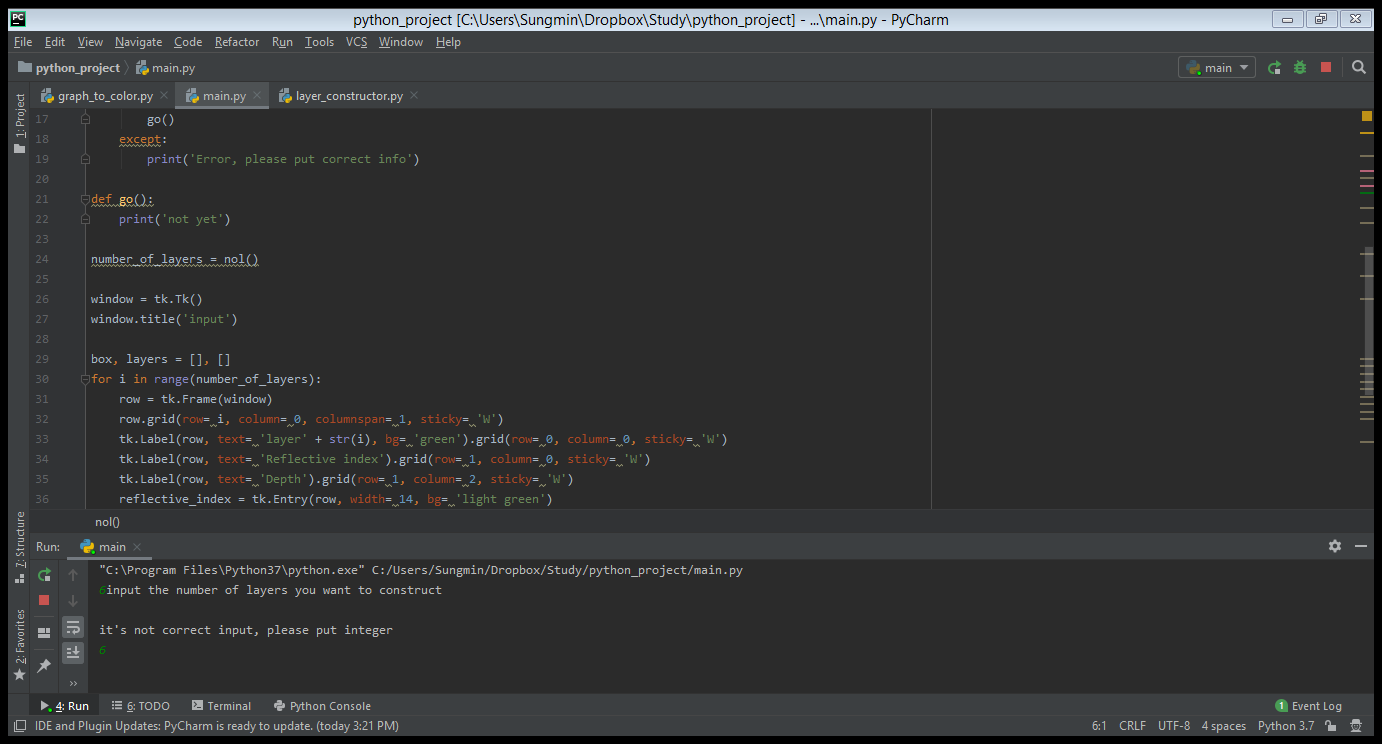 python_project [C:\Users\Sungmin\Dropbox\Study\python_project] - ...\main.py - PyCharm
File Edit View Navigate Code Refactor Run Tools VCS Window Help
python_project main.py main
graph_to_color.py main.py layer_constructor.py
1: Project
17 go()
18 except:
19 print('Error, please put correct info')
20
21 def go():
22 print('not yet')
23
24 number_of_layers = nol()
25
26 window = tk.Tk()
27 window.title('input')
28
29 box, layers = [], []
30 for i in range(number_of_layers):
31 row = tk.Frame(window)
32 row.grid(row= i, column= 0, columnspan= 1, sticky= 'W')
33 tk.Label(row, text= 'layer' + str(i), bg= 'green').grid(row= 0, column= 0, sticky= 'W')
34 tk.Label(row, text= 'Reflective index').grid(row= 1, column= 0, sticky= 'W')
35 tk.Label(row, text= 'Depth').grid(row= 1, column= 2, sticky= 'W')
36 reflective_index = tk.Entry(row, width= 14, bg= 'light green')
nol()
7: Structure
2: Favorites
Run: main
"C:\Program Files\Python37\python.exe" C:/Users/Sungmin/Dropbox/Study/python_project/main.py
6input the number of layers you want to construct
it's not correct input, please put integer
6
4: Run 6: TODO Terminal Python Console 1 Event Log
IDE and Plugin Updates: PyCharm is ready to update. (today 3:21 PM) 6:1 CRLF UTF-8 4 spaces Python 3.7